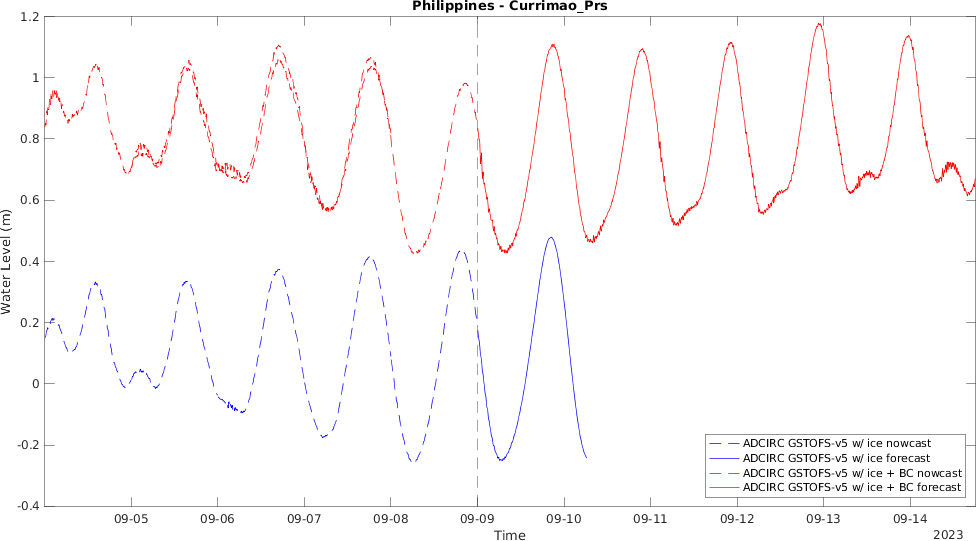 Philippines - Currimao_Prs
Water Level (m)
1.2
1
0.8
0.6
0.4
0.2
0
-0.2
-0.4
09-05 09-06 09-07 09-08 09-09 09-10 09-11 09-12 09-13 09-14
Time
2023
ADCIRC GSTOFS-v5 w/ ice nowcast
ADCIRC GSTOFS-v5 w/ ice forecast
ADCIRC GSTOFS-v5 w/ ice + BC nowcast
ADCIRC GSTOFS-v5 w/ ice + BC forecast